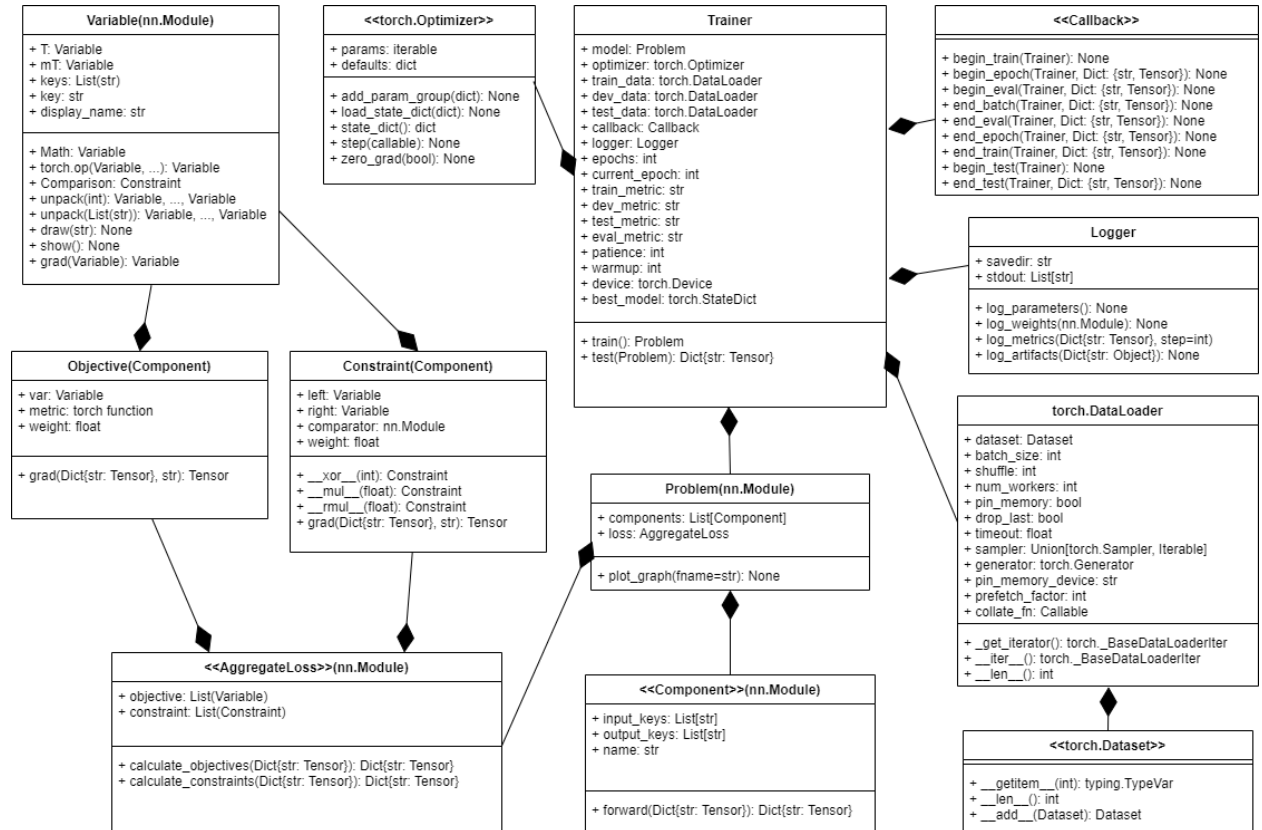 Variable(nn.Module)
+ T: Variable
+ mT: Variable
+ keys: List(str)
+ key: str
+ display_name: str
+ Math: Variable
+ torch.op(Variable, ...): Variable
+ Comparison: Constraint
+ unpack(int): Variable, ..., Variable
+ unpack(List(str)): Variable, ..., Variable
+ draw(str): None
+ show(): None
+ grad(Variable): Variable
<<torch.Optimizer>>
+ params: iterable
+ defaults: dict
+ add_param_group(dict): None
+ load_state_dict(dict): None
+ state_dict(): dict
+ step(callable): None
+ zero_grad(bool): None
Trainer
+ model: Problem
+ optimizer: torch.Optimizer
+ train_data: torch.DataLoader
+ dev_data: torch.DataLoader
+ test_data: torch.DataLoader
+ callback: Callback
+ logger: Logger
+ epochs: int
+ current_epoch: int
+ train_metric: str
+ dev_metric: str
+ test_metric: str
+ eval_metric: str
+ patience: int
+ warmup: int
+ device: torch.Device
+ best_model: torch.StateDict
+ train(): Problem
+ test(Problem): Dict{str: Tensor}
<<Callback>>
+ begin_train(Trainer): None
+ begin_epoch(Trainer, Dict: {str, Tensor}): None
+ begin_eval(Trainer, Dict: {str, Tensor}): None
+ end_batch(Trainer, Dict: {str, Tensor}): None
+ end_eval(Trainer, Dict: {str, Tensor}): None
+ end_epoch(Trainer, Dict: {str, Tensor}): None
+ end_train(Trainer, Dict: {str, Tensor}): None
+ begin_test(Trainer): None
+ end_test(Trainer, Dict: {str, Tensor}): None
Logger
+ savedir: str
+ stdout: List[str]
+ log_parameters(): None
+ log_weights(nn.Module): None
+ log_metrics(Dict{str: Tensor}, step=int)
+ log_artifacts(Dict{str: Object}): None
Objective(Component)
+ var: Variable
+ metric: torch function
+ weight: float
+ grad(Dict{str: Tensor}, str): Tensor
Constraint(Component)
+ left: Variable
+ right: Variable
+ comparator: nn.Module
+ weight: float
+ __xor__(int): Constraint
+ __mul__(float): Constraint
+ __rmul__(float): Constraint
+ grad(Dict{str: Tensor}, str): Tensor
Problem(nn.Module)
+ components: List[Component]
+ loss: AggregateLoss
+ plot_graph(fname=str): None
torch.DataLoader
+ dataset: Dataset
+ batch_size: int
+ shuffle: int
+ num_workers: int
+ pin_memory: bool
+ drop_last: bool
+ timeout: float
+ sampler: Union[torch.Sampler, Iterable]
+ generator: torch.Generator
+ pin_memory_device: str
+ prefetch_factor: int
+ collate_fn: Callable
+ _get_iterator(): torch._BaseDataLoaderIter
+ __iter__(): torch._BaseDataLoaderIter
+ __len__(): int
<<AggregateLoss>>(nn.Module)
+ objective: List(Variable)
+ constraint: List(Constraint)
+ calculate_objectives(Dict{str: Tensor}): Dict{str: Tensor}
+ calculate_constraints(Dict{str: Tensor}): Dict{str: Tensor}
<<Component>>(nn.Module)
+ input_keys: List[str]
+ output_keys: List[str]
+ name: str
+ forward(Dict{str: Tensor}): Dict{str: Tensor}
<<torch.Dataset>>
+ __getitem__(int): typing.TypeVar
+ __len__(): int
+ __add__(Dataset): Dataset